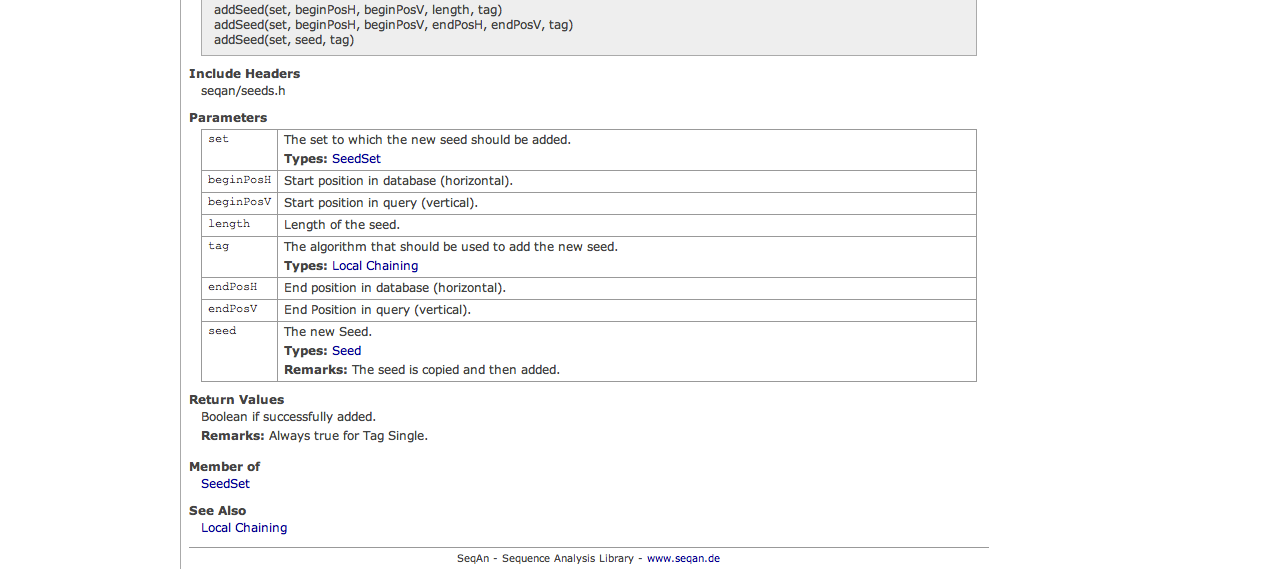 addSeed(set, beginPosH, beginPosV, length, tag)
addSeed(set, beginPosH, beginPosV, endPosH, endPosV, tag)
addSeed(set, seed, tag)
Include Headers
seqan/seeds.h
Parameters
set The set to which the new seed should be added.
Types: SeedSet
beginPosH Start position in database (horizontal).
beginPosV Start position in query (vertical).
length Length of the seed.
tag The algorithm that should be used to add the new seed.
Types: Local Chaining
endPosH End position in database (horizontal).
endPosV End Position in query (vertical).
seed The new Seed.
Types: Seed
Remarks: The seed is copied and then added.
Return Values
Boolean if successfully added.
Remarks: Always true for Tag Single.
Member of
SeedSet
See Also
Local Chaining
SeqAn - Sequence Analysis Library - www.seqan.de